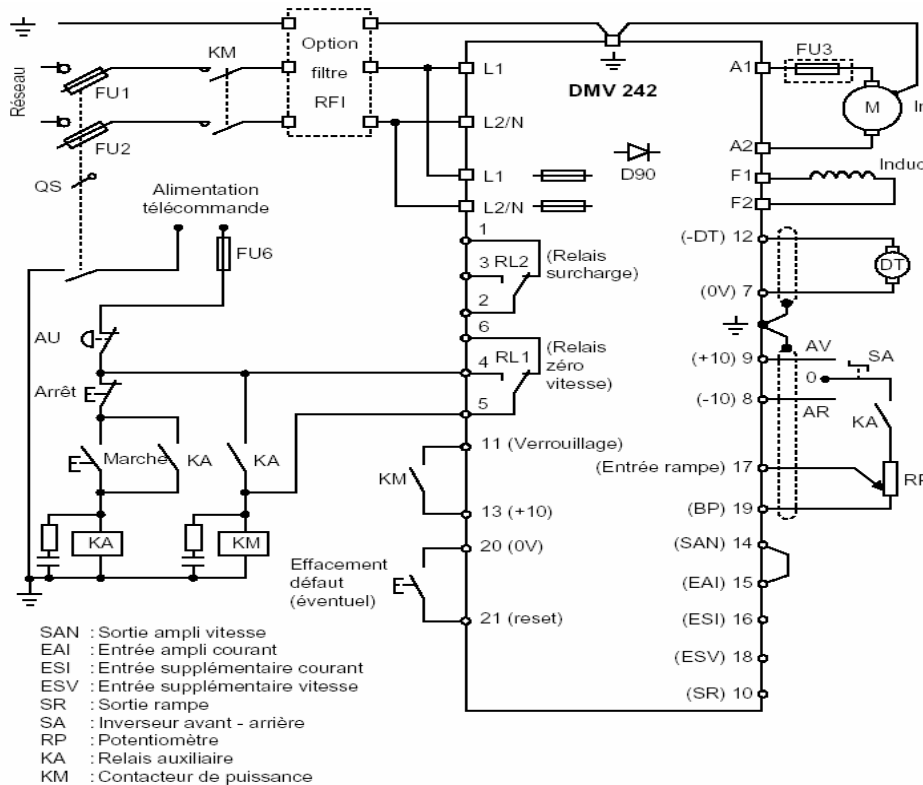 Réseau
FU1
FU2
KM
Option
filtre
RFI
L1
L2/N
L1
L2/N
DMV 242
D90
A1
A2
F1
F2
FU3
M
In
Induc
QS
Alimentation
télécommande
FU6
AU
Arrêt
Marche
KA
KA
KA
KM
1
3
RL2
2
(Relais
surcharge)
6
4
RL1
5
(Relais
zéro
vitesse)
KM
11 (Verrouillage)
13 (+10)
20 (0V)
21 (reset)
Effacement
défaut
(éventuel)
(-DT) 12
(0V) 7
DT
(+10) 9
(-10) 8
AV
0
AR
SA
KA
(Entrée rampe) 17
(BP) 19
RP
(SAN) 14
(EAI) 15
(ESI) 16
(ESV) 18
(SR) 10
SAN : Sortie ampli vitesse
EAI : Entrée ampli courant
ESI : Entrée supplémentaire courant
ESV : Entrée supplémentaire vitesse
SR : Sortie rampe
SA : Inverseur avant - arrière
RP : Potentiomètre
KA : Relais auxiliaire
KM : Contacteur de puissance